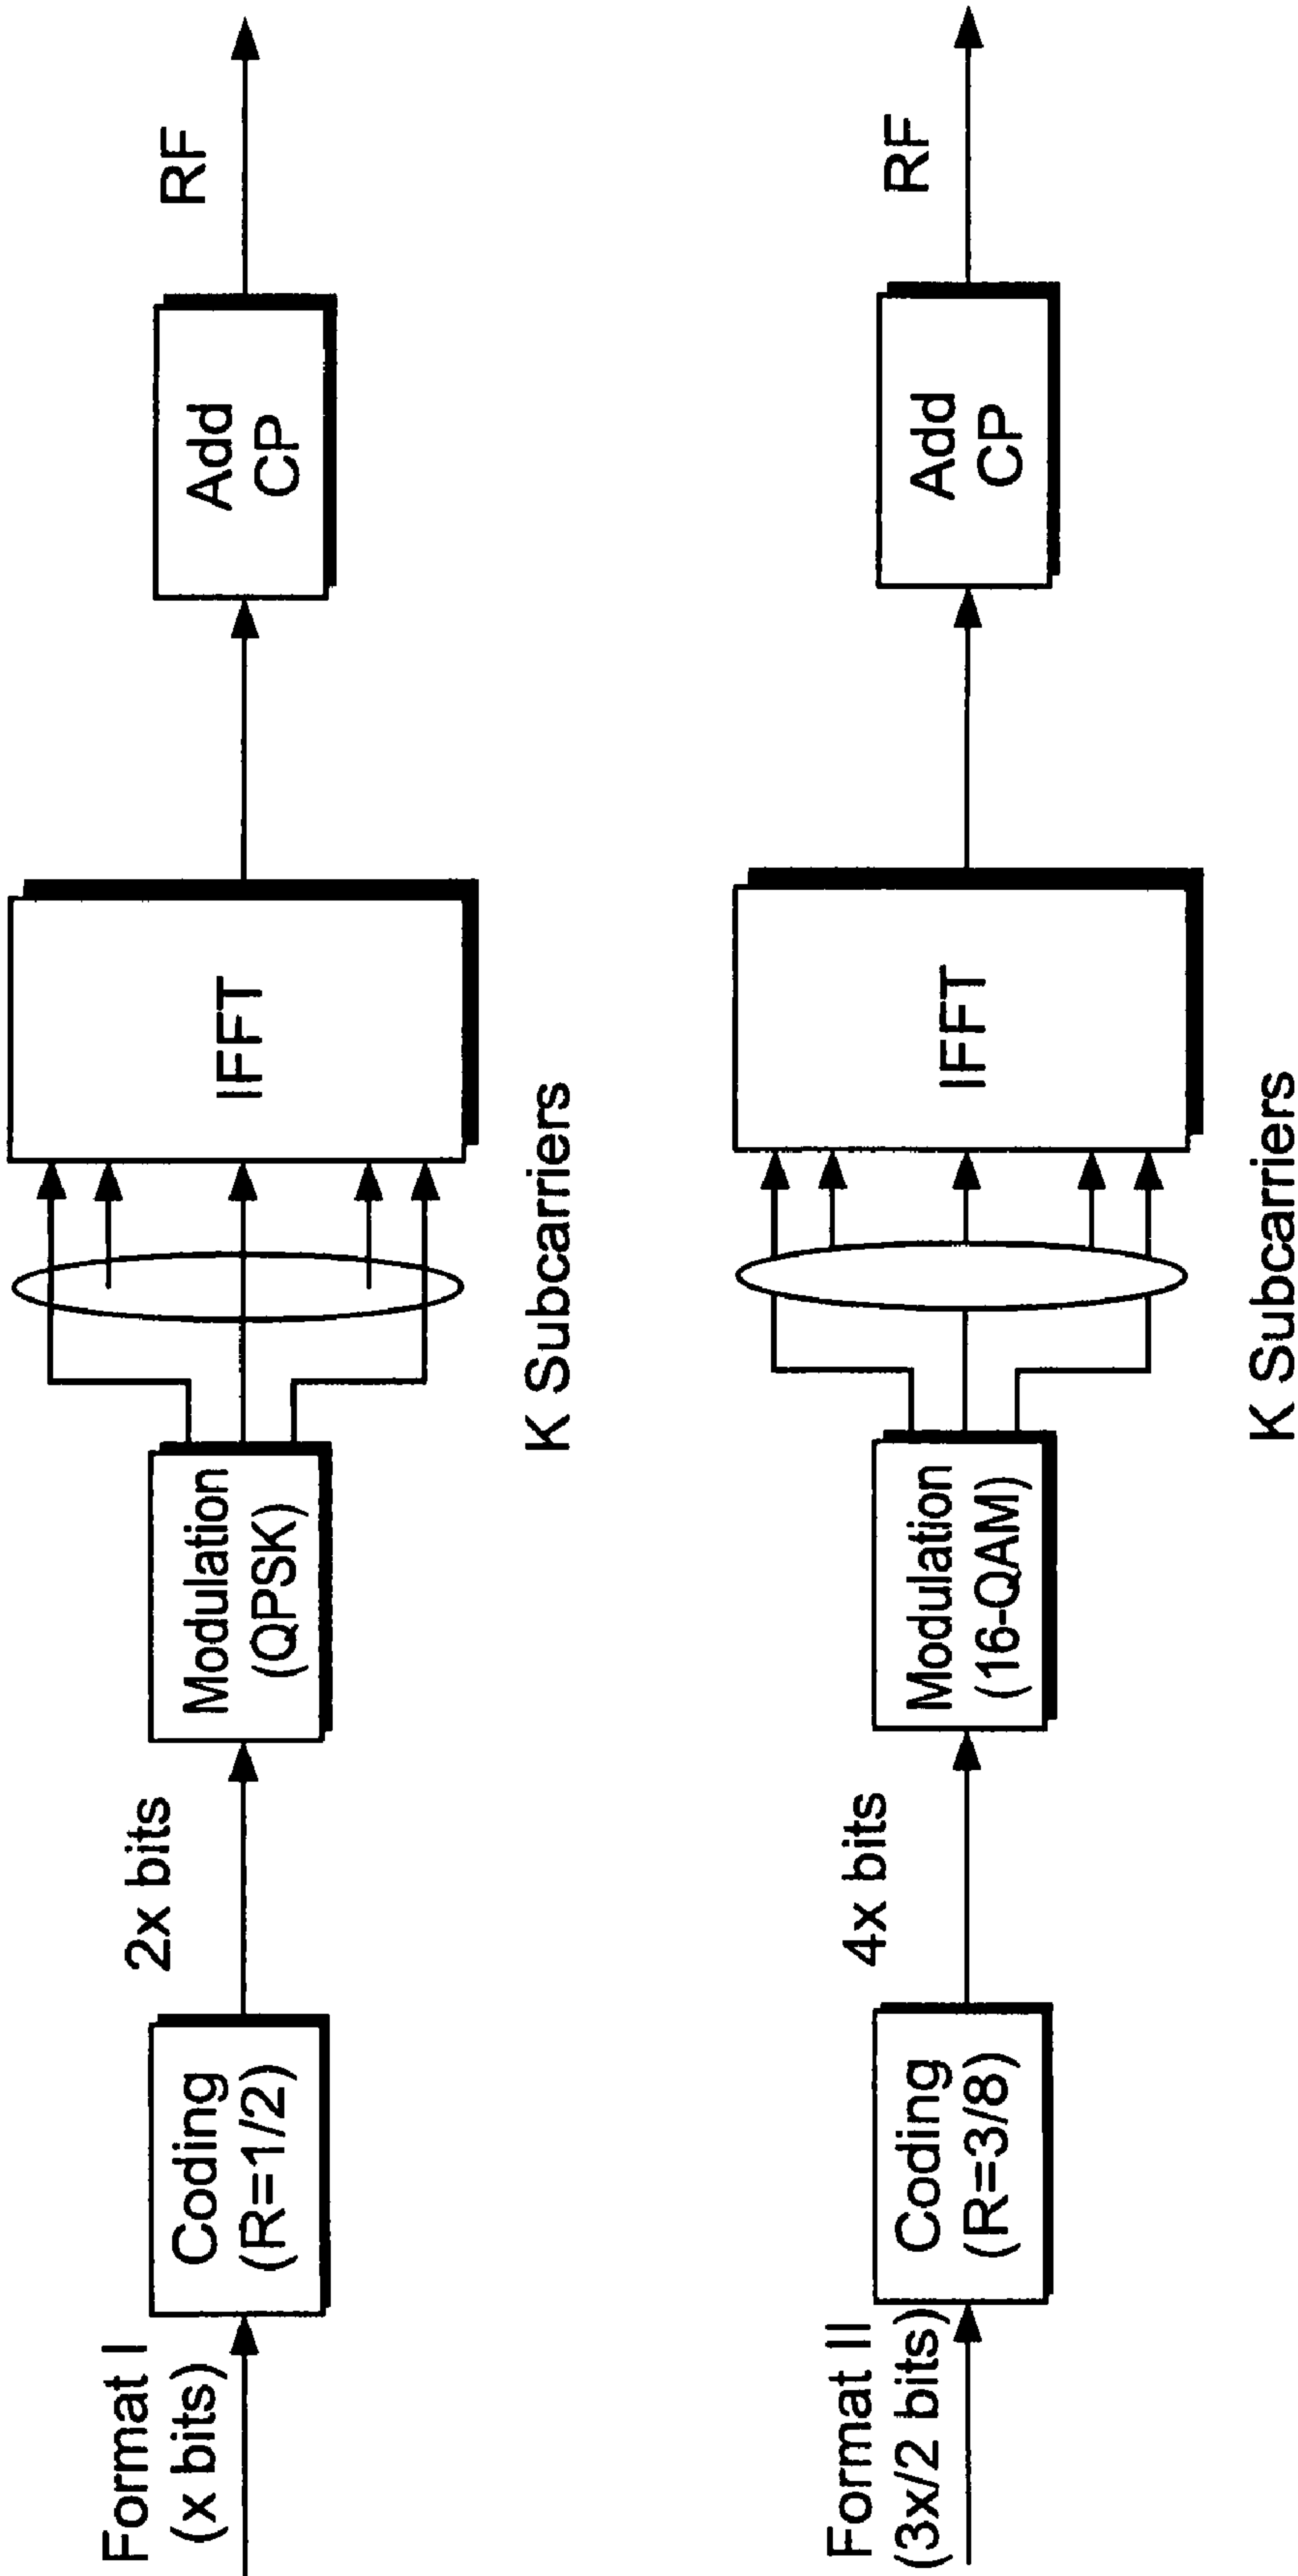 Format I
(x bits)
Coding
(R=1/2)
2x bits
Modulation
(QPSK)
K Subcarriers
IFFT
Add
CP
RF
Format II
(3x/2 bits)
Coding
(R=3/8)
4x bits
Modulation
(16-QAM)
K Subcarriers
IFFT
Add
CP
RF